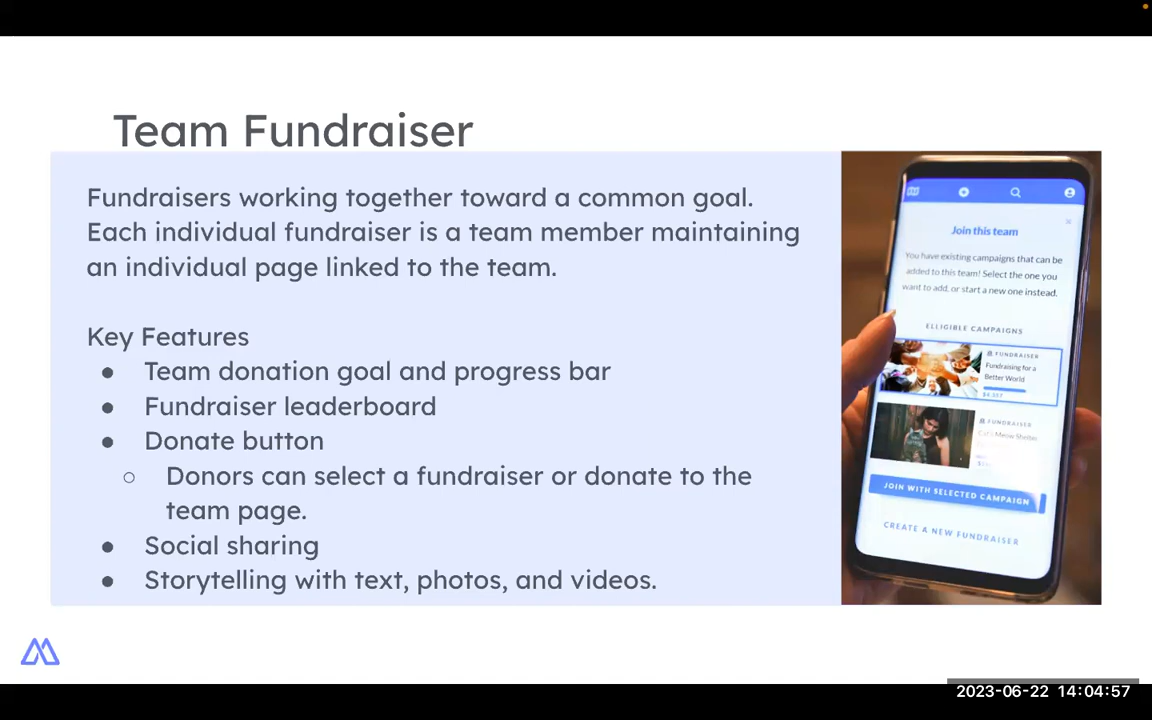 Team Fundraiser
Fundraisers working together toward a common goal.
Each individual fundraiser is a team member maintaining
an individual page linked to the team.
Key Features
● Team donation goal and progress bar
● Fundraiser leaderboard
● Donate button
○ Donors can select a fundraiser or donate to the
team page.
● Social sharing
● Storytelling with text, photos, and videos.
Join this team
You have existing campaigns that can be
added to this team! Select the one you
want to add, or start a new one instead.
ELLIGIBLE CAMPAIGNS
FUNDRAISER
Fundraising for a
Better World
FUNDRAISER
JOIN WITH SELECTED CAMPAIGN
CREATE A NEW FUNDRAISER
2023-06-22 14:04:57